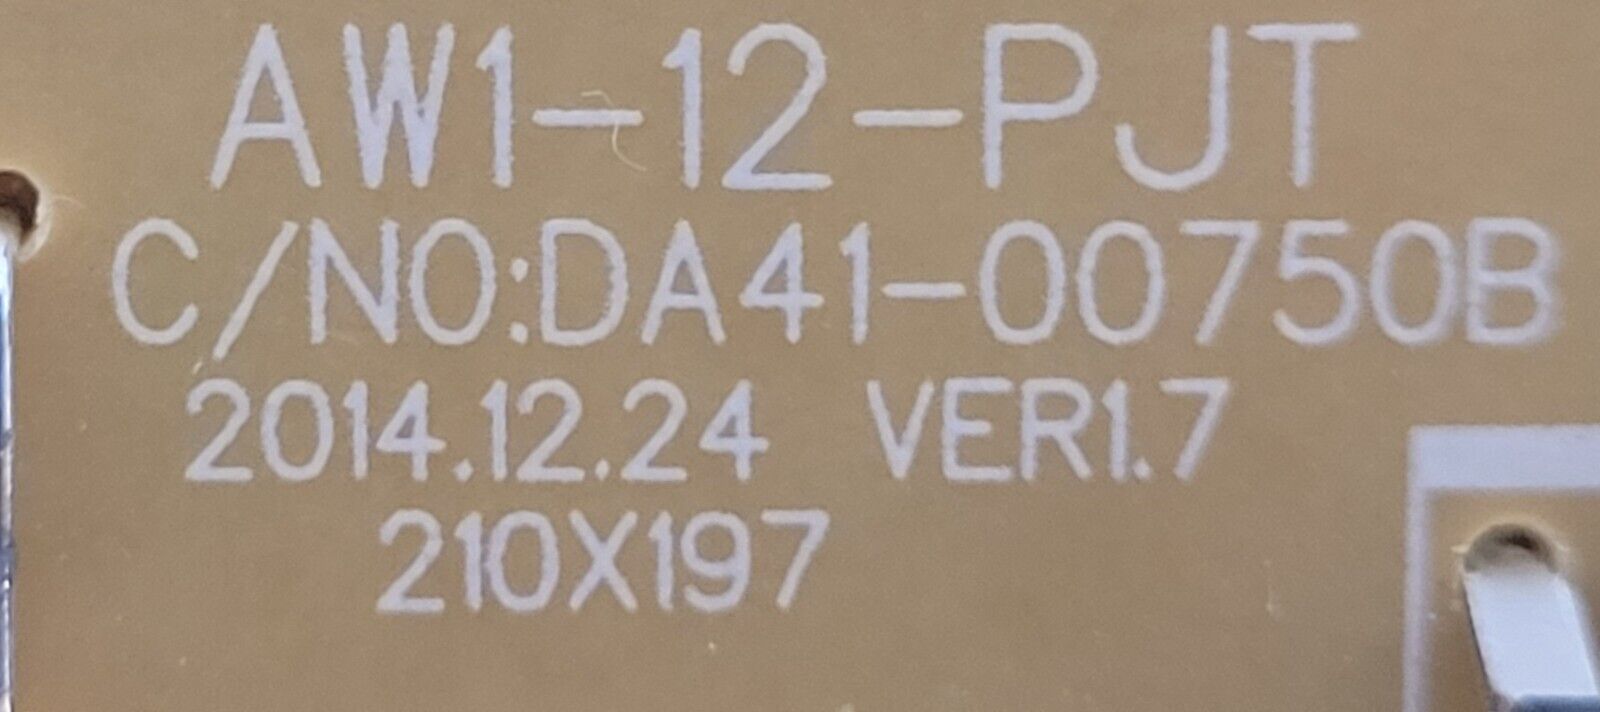 AW1-12-PJT
C/NO:DA41-00750B
2014.12.24 VER1.7
210X197